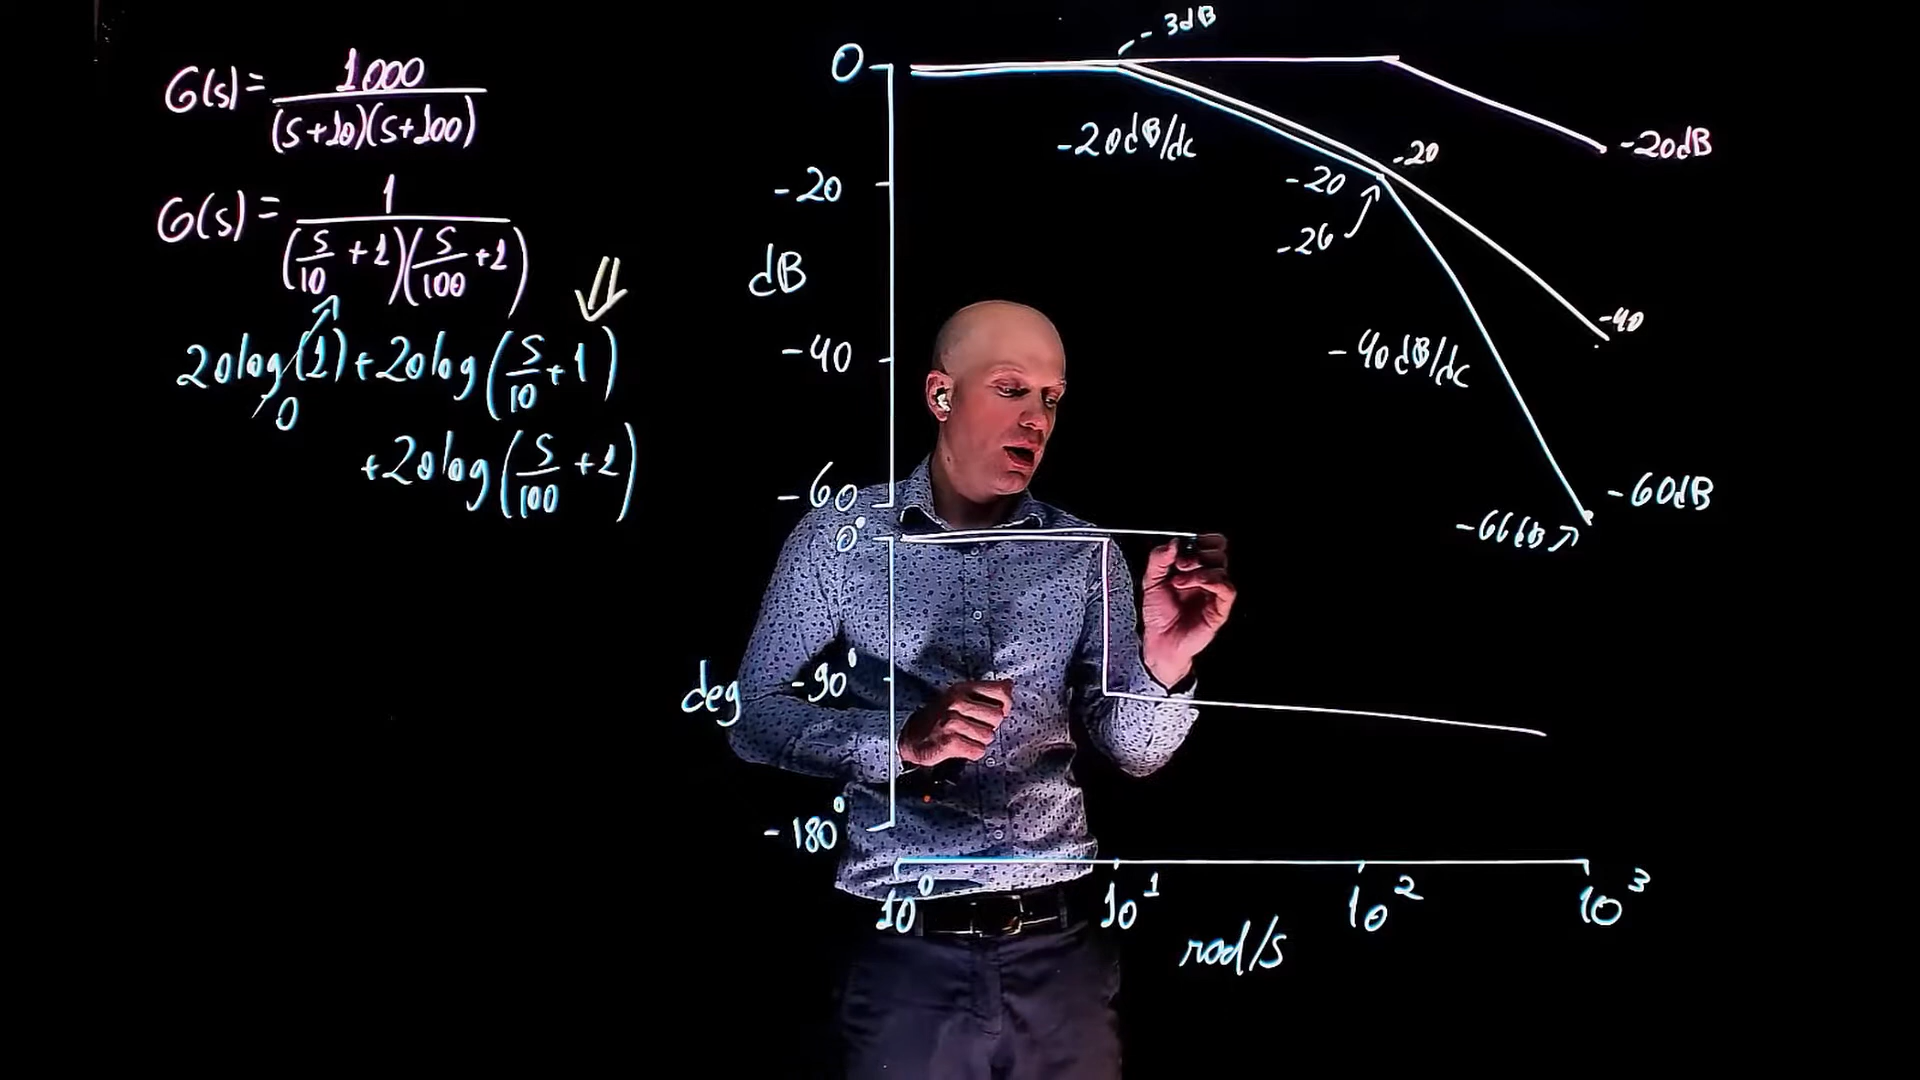 G(s) = 1000 / (s+10)(s+100)
G(s) = 1 / (s/10 + 1)(s/100 + 1)
20log(1) + 20log(s/10 + 1)
0
+20log(s/100 + 1)
-3dB
0
-20dB/dc
-20
-20dB
-20
-20
-26
dB
-40
-40dB/dc
-40
-60
-60dB
-66dB
0°
deg
-90°
-180°
10^0
10^1
10^2
10^3
rad/s